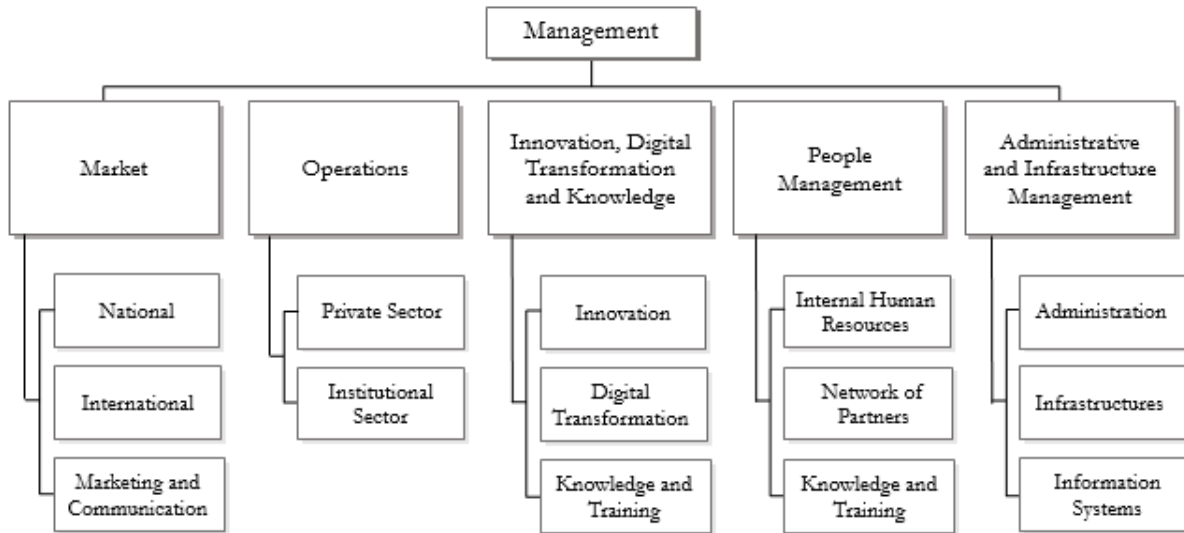 Management
Market
Operations
Innovation, Digital
Transformation
and Knowledge
People
Management
Administrative
and Infrastructure
Management
National
International
Marketing and
Communication
Private Sector
Institutional
Sector
Innovation
Digital
Transformation
Knowledge and
Training
Internal Human
Resources
Network of
Partners
Knowledge and
Training
Administration
Infrastructures
Information
Systems